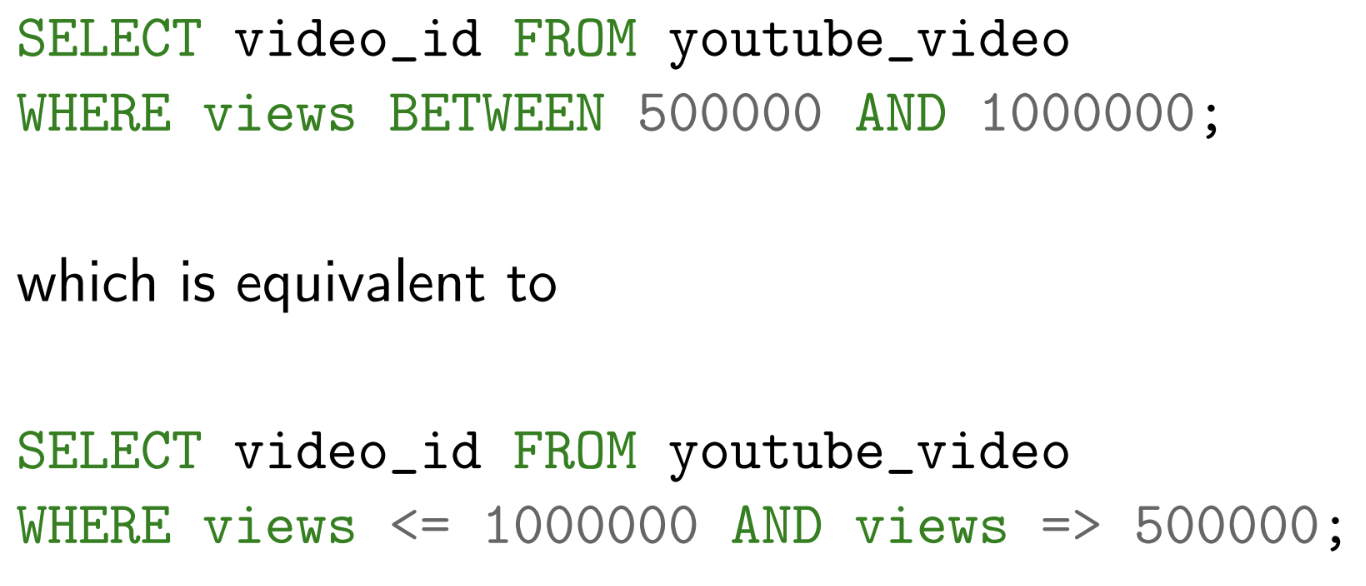 SELECT video_id FROM youtube_video
WHERE views BETWEEN 500000 AND 1000000;
which is equivalent to
SELECT video_id FROM youtube_video
WHERE views <= 1000000 AND views => 500000;